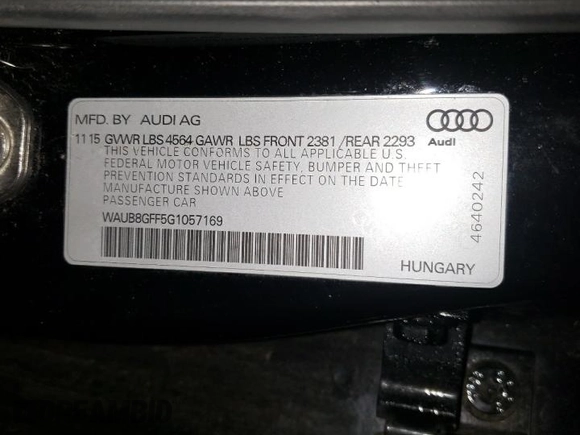 MFD. BY AUDI AG
11 15 GVWR LBS 4564 GAWR LBS FRONT 2381 /REAR 2293
THIS VEHICLE CONFORMS TO ALL APPLICABLE U.S.
FEDERAL MOTOR VEHICLE SAFETY, BUMPER AND THEFT
PREVENTION STANDARDS IN EFFECT ON THE DATE
MANUFACTURE SHOWN ABOVE
PASSENGER CAR
WAUB8GFF5G1057169
HUNGARY
Audi
4640242